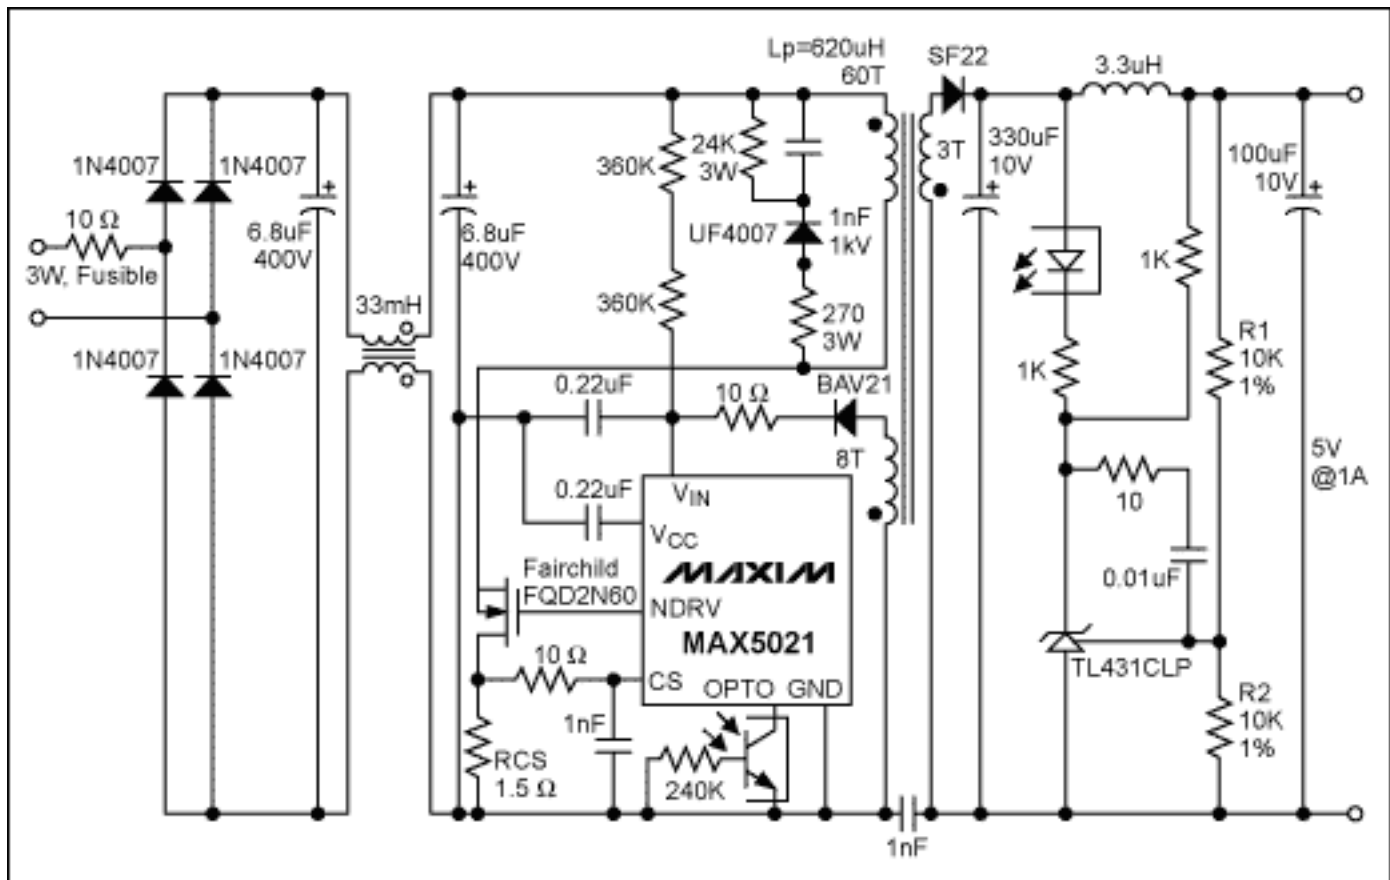 Lp=620uH
60T
SF22
3.3uH
1N4007
1N4007
10 Ω
3W, Fusible
6.8uF
400V
33mH
1N4007
1N4007
6.8uF
400V
360K
360K
24K
3W
UF4007
1nF
1kV
270
3W
3T
330uF
10V
1K
1K
100uF
10V
R1
10K
1%
0.22uF
10 Ω
BAV21
8T
0.22uF
VIN
VCC
MAXIM
MAX5021
Fairchild
FQD2N60
NDRV
10 Ω
CS
OPTO
GND
1nF
RCS
1.5 Ω
240K
1nF
10
0.01uF
TL431CLP
R2
10K
1%
5V
@1A
+
+
+
+